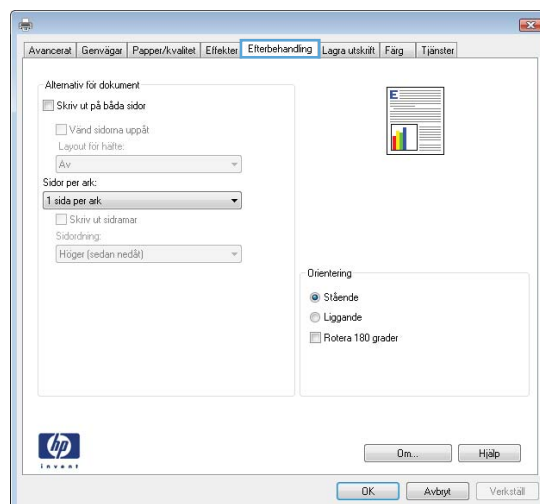 Avancerat Genvägar Papper/kvalitet Effekter Efterbehandling Lagra utskrift Färg Tjänster
Alternativ för dokument
Skriv ut på båda sidor
Vänd sidorna uppåt
Layout för häfte:
Av
Sidor per ark:
1 sida per ark
Skriv ut sidramar
Sidordning:
Höger (sedan nedåt)
E
Orientering
Stående
Liggande
Rotera 180 grader
hp
invent
Om... Hjälp
OK Avbryt Verkställ